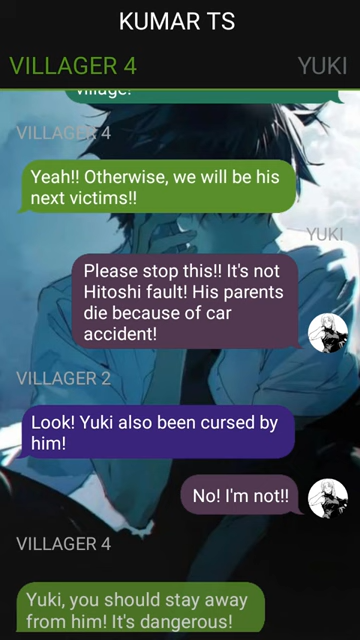 KUMAR TS
VILLAGER 4
YUKI
village!
VILLAGER 4
Yeah!! Otherwise, we will be his
next victims!!
YUKI
Please stop this!! It's not
Hitoshi fault! His parents
die because of car
accident!
VILLAGER 2
Look! Yuki also been cursed by
him!
No! I'm not!!
VILLAGER 4
Yuki, you should stay away
from him! It's dangerous!